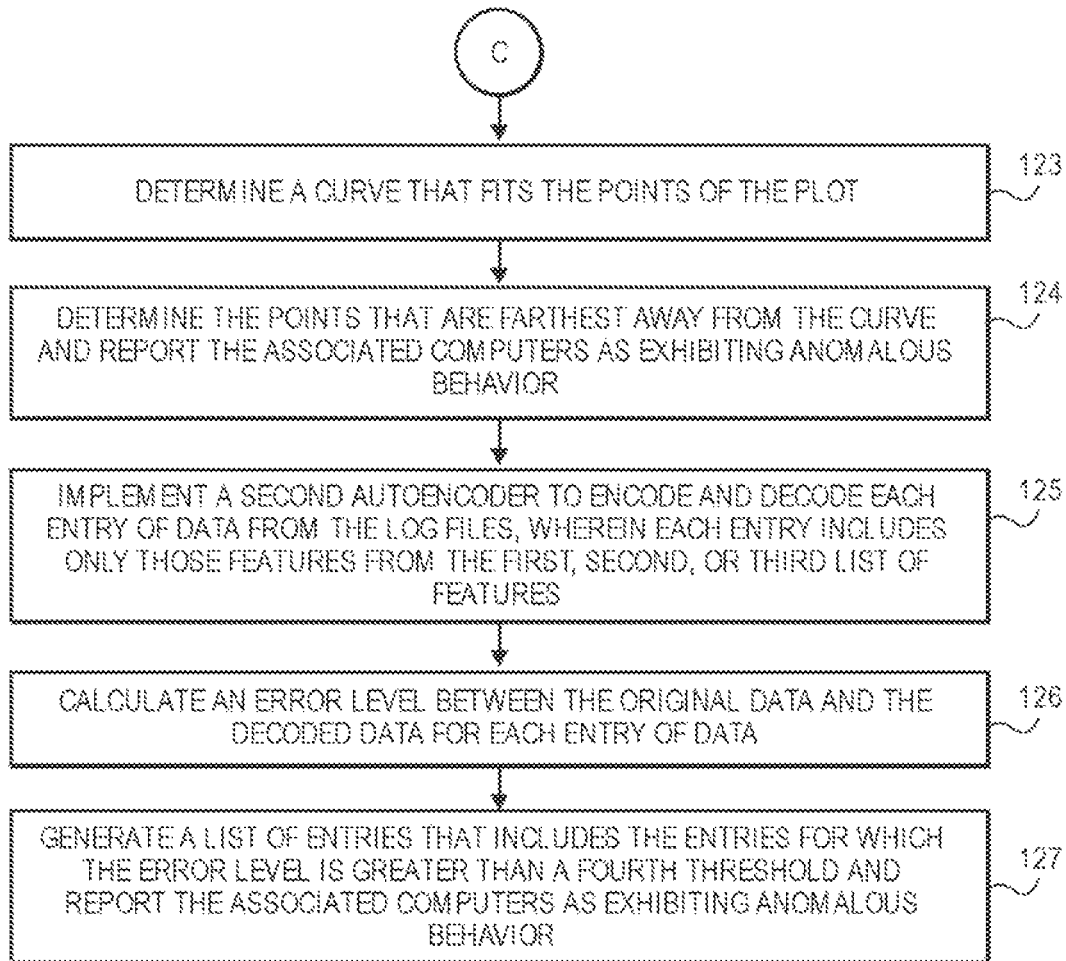 C
123
DETERMINE A CURVE THAT FITS THE POINTS OF THE PLOT
124
DETERMINE THE POINTS THAT ARE FARTHEST AWAY FROM THE CURVE
AND REPORT THE ASSOCIATED COMPUTERS AS EXHIBITING ANOMALOUS
BEHAVIOR
125
IMPLEMENT A SECOND AUTOENCODER TO ENCODE AND DECODE EACH
ENTRY OF DATA FROM THE LOG FILES, WHEREIN EACH ENTRY INCLUDES
ONLY THOSE FEATURES FROM THE FIRST, SECOND, OR THIRD LIST OF
FEATURES
126
CALCULATE AN ERROR LEVEL BETWEEN THE ORIGINAL DATA AND THE
DECODED DATA FOR EACH ENTRY OF DATA
127
GENERATE A LIST OF ENTRIES THAT INCLUDES THE ENTRIES FOR WHICH
THE ERROR LEVEL IS GREATER THAN A FOURTH THRESHOLD AND
REPORT THE ASSOCIATED COMPUTERS AS EXHIBITING ANOMALOUS
BEHAVIOR